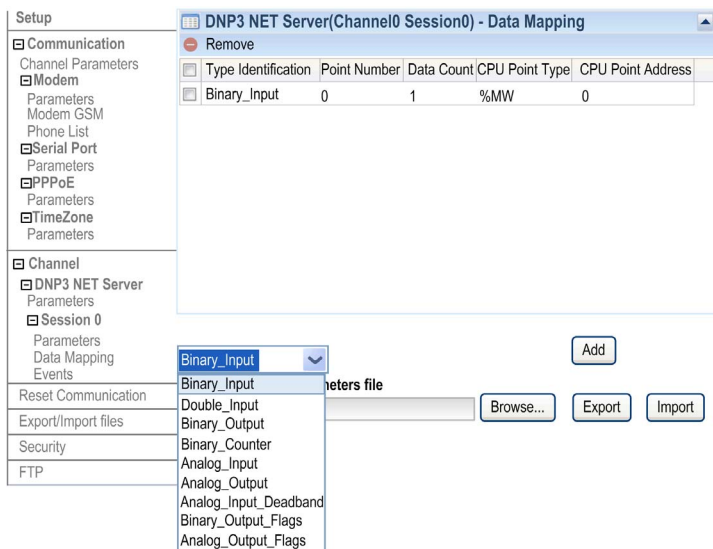 Setup
Communication
Channel Parameters
Modem
Parameters
Modem GSM
Phone List
Serial Port
Parameters
PPPoE
Parameters
TimeZone
Parameters
Channel
DNP3 NET Server
Parameters
Session 0
Parameters
Data Mapping
Events
Reset Communication
Export/Import files
Security
FTP
DNP3 NET Server(Channel0 Session0) - Data Mapping
Remove
Type Identification Point Number Data Count CPU Point Type CPU Point Address
Binary_Input 0 1 %MW 0
Binary_Input
Add
eters file
Browse... Export Import
Binary_Input
Double_Input
Binary_Output
Binary_Counter
Analog_Input
Analog_Output
Analog_Input_Deadband
Binary_Output_Flags
Analog_Output_Flags